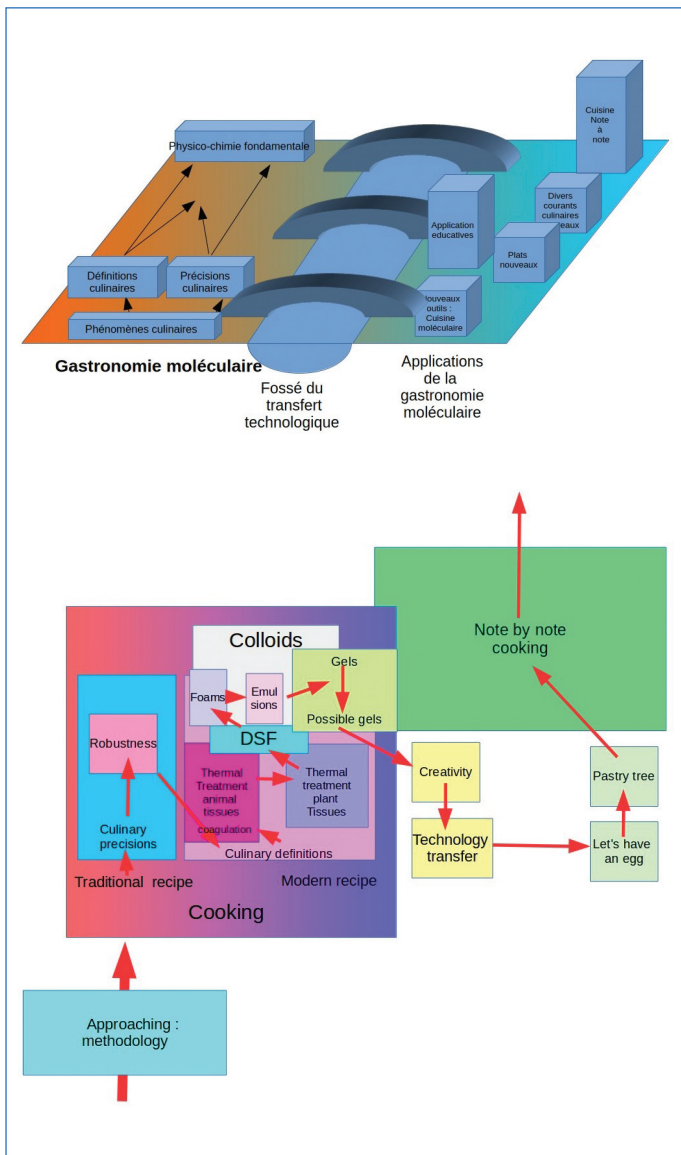 Cuisine
Note
à
note
Physico-chimie fondamentale
Divers
courants
culinaires
Application
educatives
Plats
nouveaux
Définitions
culinaires
Précisions
culinaires
outils :
Cuisine
moléculaire
Phénomènes culinaires
Gastronomie moléculaire
Applications
de la
gastronomie
moléculaire
Fossé du
transfert
technologique
Note by note
cooking
Colloids
Gels
Foams
Emul
sions
Possible gels
DSF
Robustness
Thermal
Treatment
animal
tissues
coagulation
Thermal
treatment
plant
Tissues
Creativity
Pastry tree
Culinary
precisions
Technology
transfer
Let's have
an egg
Culinary definitions
Traditional recipe
Modern recipe
Cooking
Approaching :
methodology